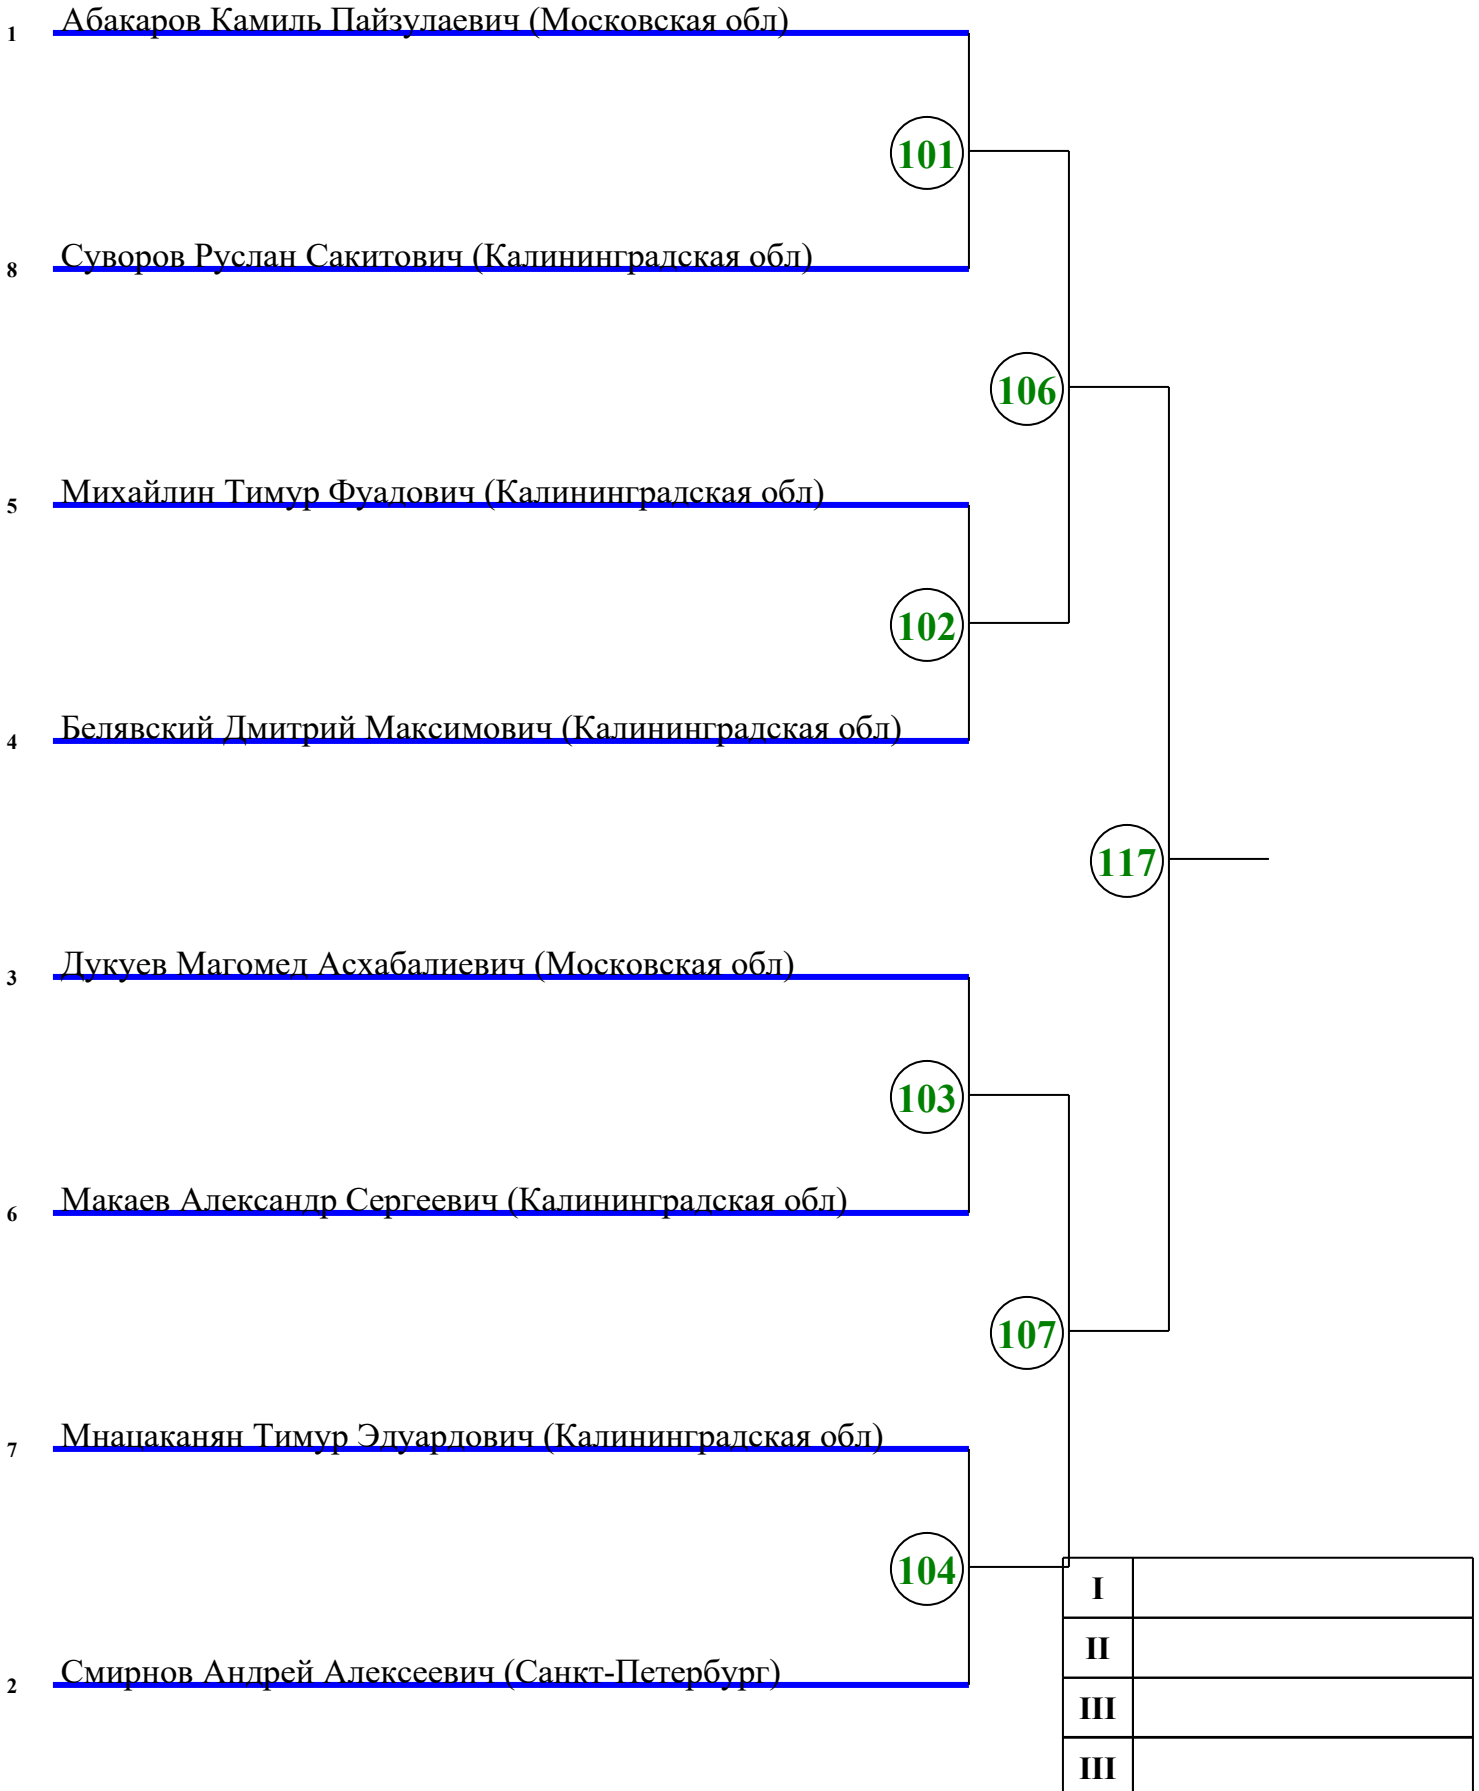 1 Абакаров Камиль Пайзулаевич (Московская обл)
101
8 Суворов Руслан Сакитович (Калининградская обл)
106
5 Михайлин Тимур Фуадович (Калининградская обл)
102
4 Белявский Дмитрий Максимович (Калининградская обл)
117
3 Дукуев Магомед Асхабалиевич (Московская обл)
103
6 Макаев Александр Сергеевич (Калининградская обл)
107
7 Мнацаканян Тимур Эдуардович (Калининградская обл)
104
I
II
2 Смирнов Андрей Алексеевич (Санкт-Петербург)
III
III